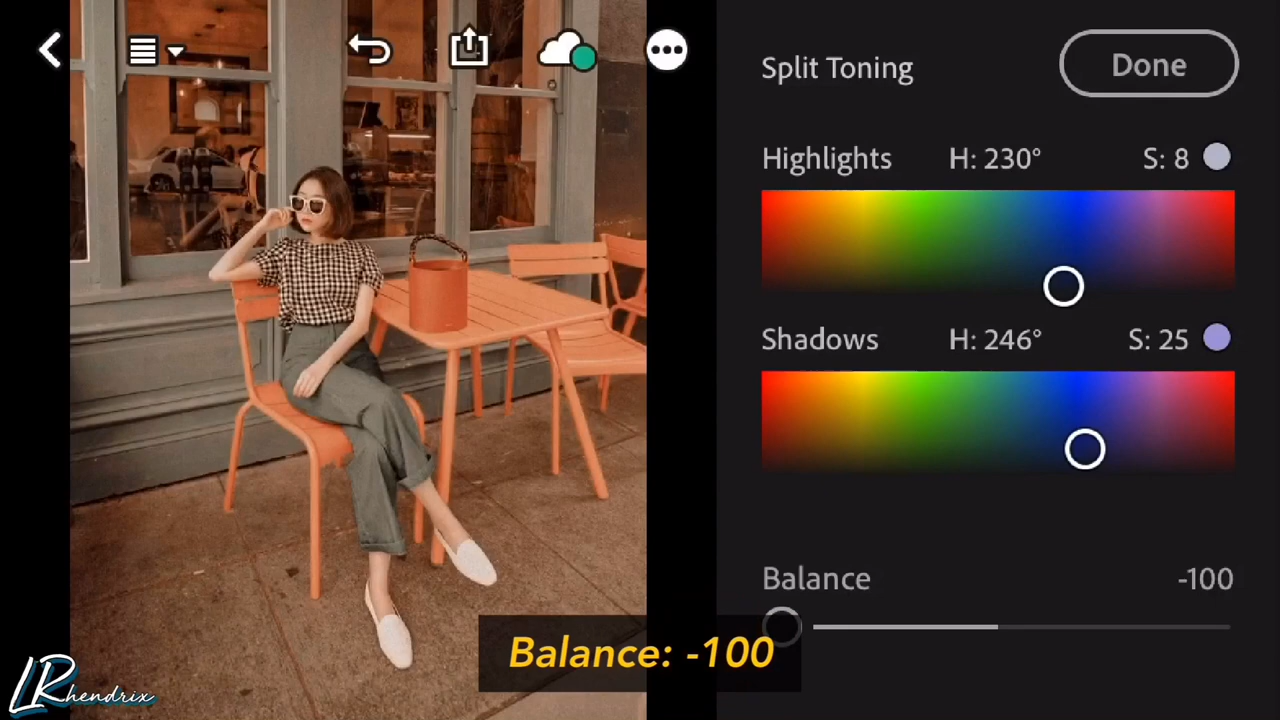 Split Toning
Done
Highlights H: 230° S: 8
Shadows H: 246° S: 25
Balance -100
Balance: -100
LRhendrix